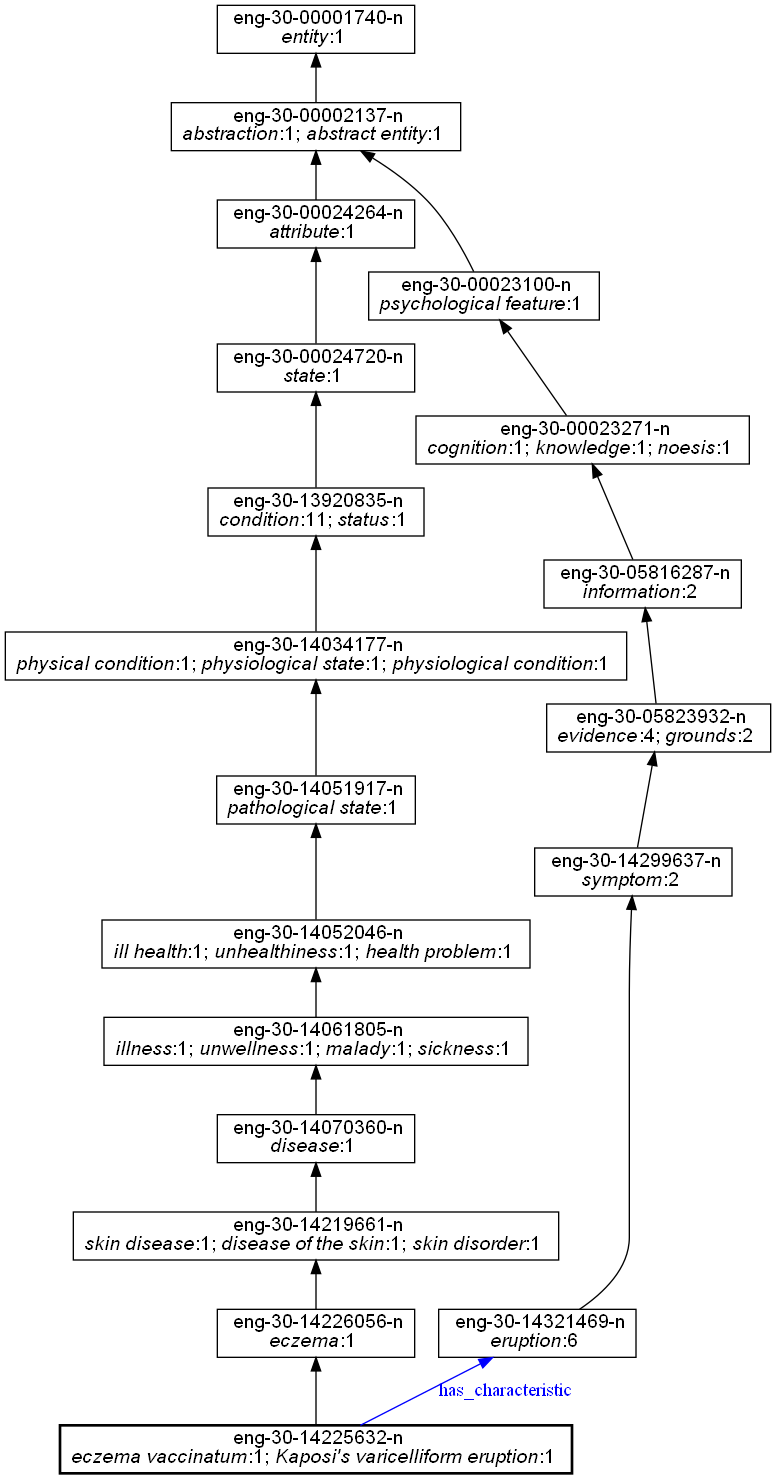 eng-30-00001740-n
entity:1
eng-30-00002137-n
abstraction:1; abstract entity:1
eng-30-00024264-n
attribute:1
eng-30-00023100-n
psychological feature:1
eng-30-00024720-n
state:1
eng-30-00023271-n
cognition:1; knowledge:1; noesis:1
eng-30-13920835-n
condition:11; status:1
eng-30-05816287-n
information:2
eng-30-14034177-n
physical condition:1; physiological state:1; physiological condition:1
eng-30-05823932-n
evidence:4; grounds:2
eng-30-14051917-n
pathological state:1
eng-30-14299637-n
symptom:2
eng-30-14052046-n
ill health:1; unhealthiness:1; health problem:1
eng-30-14061805-n
illness:1; unwellness:1; malady:1; sickness:1
eng-30-14070360-n
disease:1
eng-30-14219661-n
skin disease:1; disease of the skin:1; skin disorder:1
eng-30-14226056-n
eczema:1
eng-30-14321469-n
eruption:6
has_characteristic
eng-30-14225632-n
eczema vaccinatum:1; Kaposi's varicelliform eruption:1